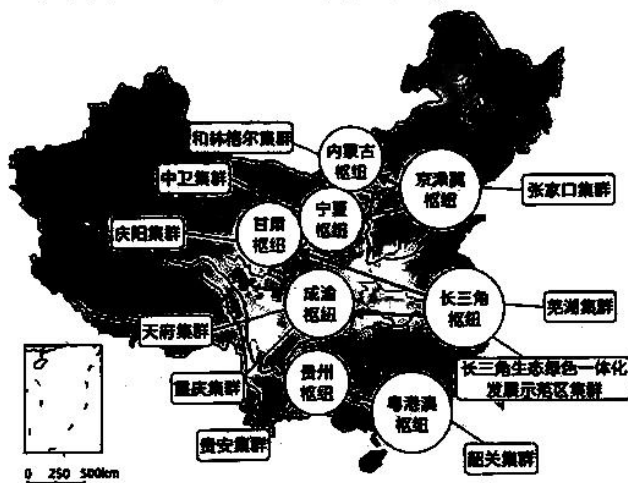 和林格尔集群
内蒙古
枢纽
京津冀
枢纽
中卫集群
张家口集群
宁夏
枢纽
甘肃
枢纽
庆阳集群
成渝
枢纽
长三角
枢纽
芜湖集群
天府集群
长三角生态绿色一体化
发展示范区集群
重庆集群
贵州
枢纽
粤港澳
枢纽
贵安集群
韶关集群
0 250 500km